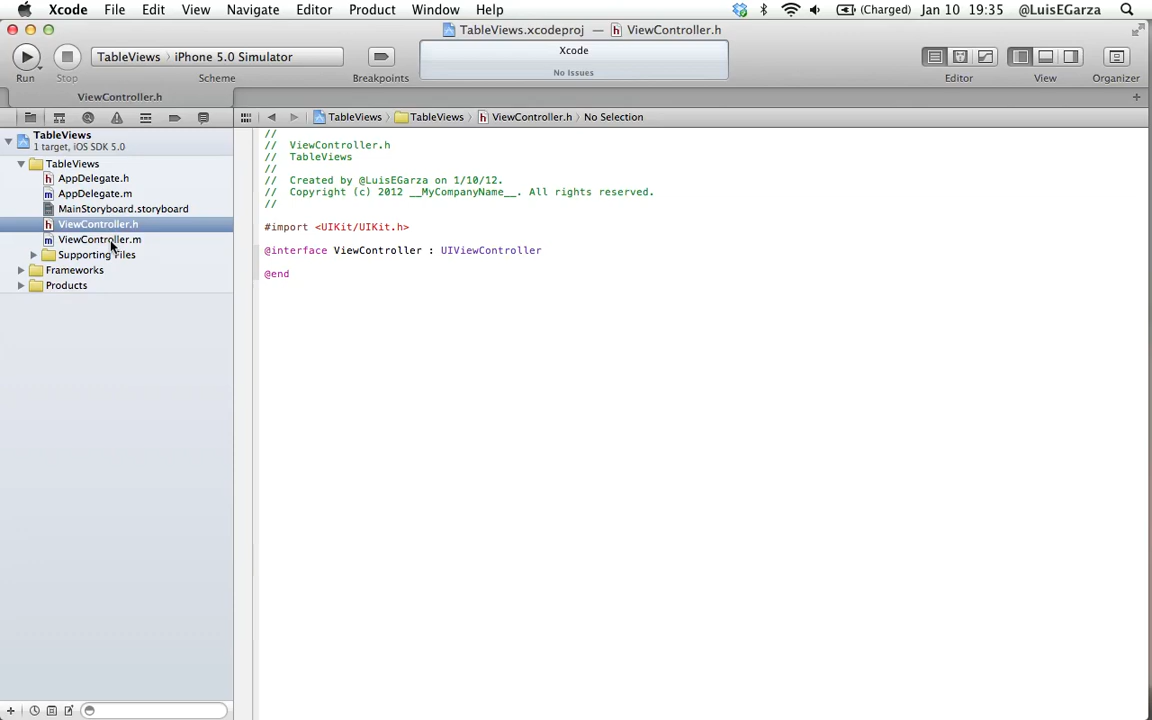 Xcode File Edit View Navigate Editor Product Window Help (Charged) Jan 10 19:35 @LuisEGarza
TableViews.xcodeproj — ViewController.h
TableViews iPhone 5.0 Simulator
Xcode
No Issues
Run Stop Scheme Breakpoints Editor View Organizer
ViewController.h
TableViews TableViews ViewController.h No Selection
TableViews
1 target, iOS SDK 5.0
TableViews
AppDelegate.h
AppDelegate.m
MainStoryboard.storyboard
ViewController.h
ViewController.m
Supporting Files
Frameworks
Products
//
// ViewController.h
// TableViews
//
// Created by @LuisEGarza on 1/10/12.
// Copyright (c) 2012 __MyCompanyName__. All rights reserved.
//
#import <UIKit/UIKit.h>
@interface ViewController : UIViewController
@end